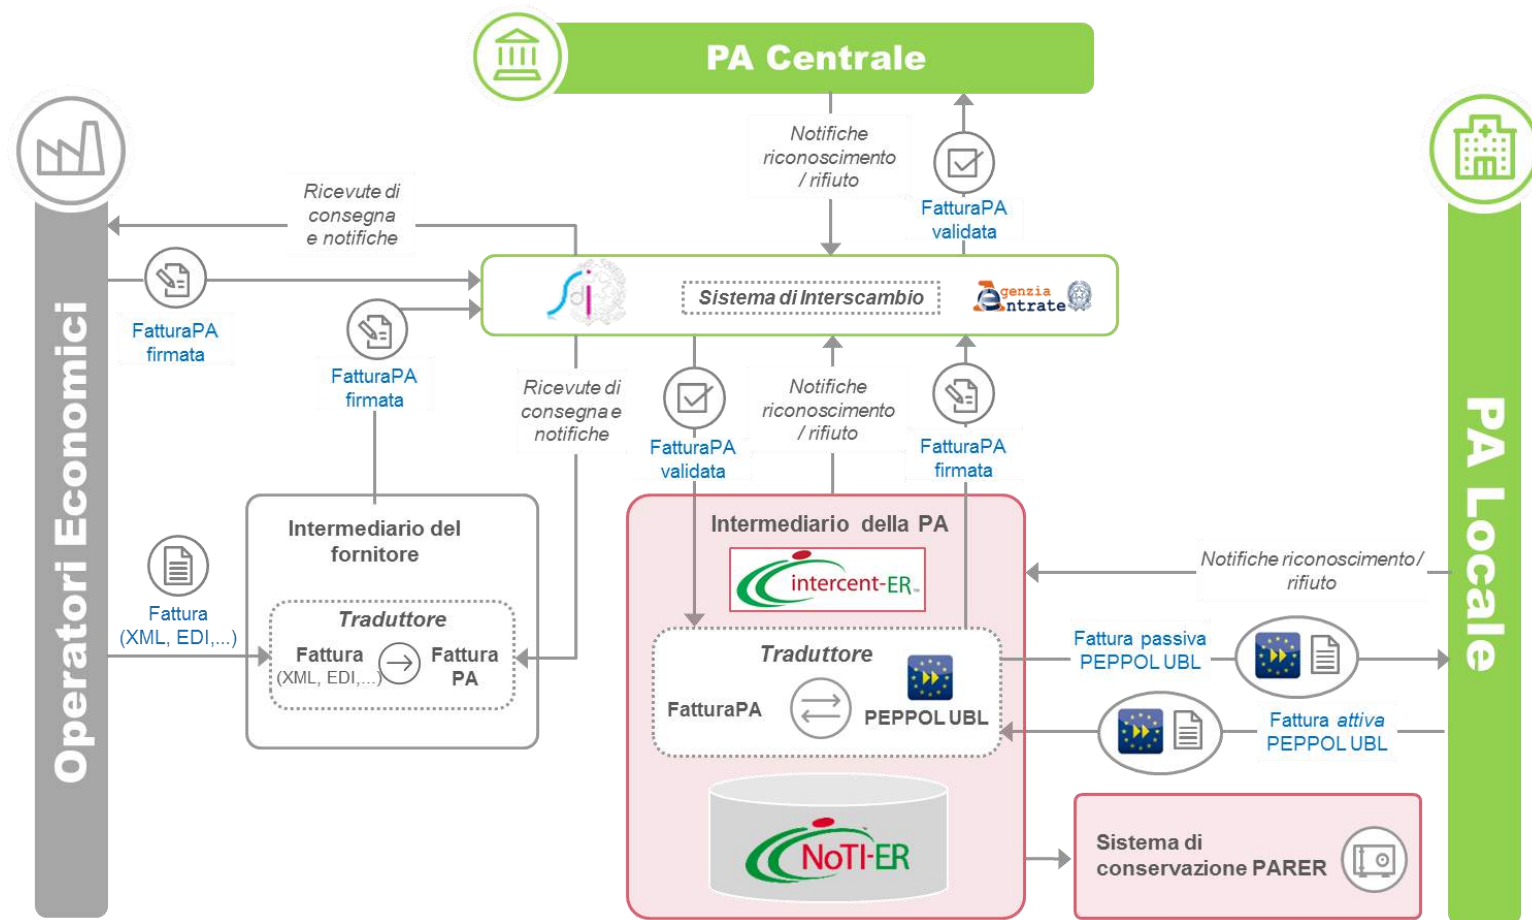 PA Centrale
Notifiche
riconoscimento
/ rifiuto
FatturaPA
validata
Ricevute di
consegna
e notifiche
FatturaPA
firmata
Sdi
Sistema di Interscambio
agenzia
entrate
FatturaPA
firmata
Ricevute di
consegna e
notifiche
FatturaPA
validata
Notifiche
riconoscimento
/ rifiuto
FatturaPA
firmata
Operatori Economici
PA Locale
Intermediario del
fornitore
Fattura
(XML, EDI,...)
Traduttore
Fattura
(XML, EDI,...)
Fattura
PA
Intermediario della PA
intercent-ER
Traduttore
FatturaPA
PEPPOL UBL
Notifiche riconoscimento /
rifiuto
Fattura passiva
PEPPOL UBL
Fattura attiva
PEPPOL UBL
NoTI-ER
Sistema di
conservazione PARER